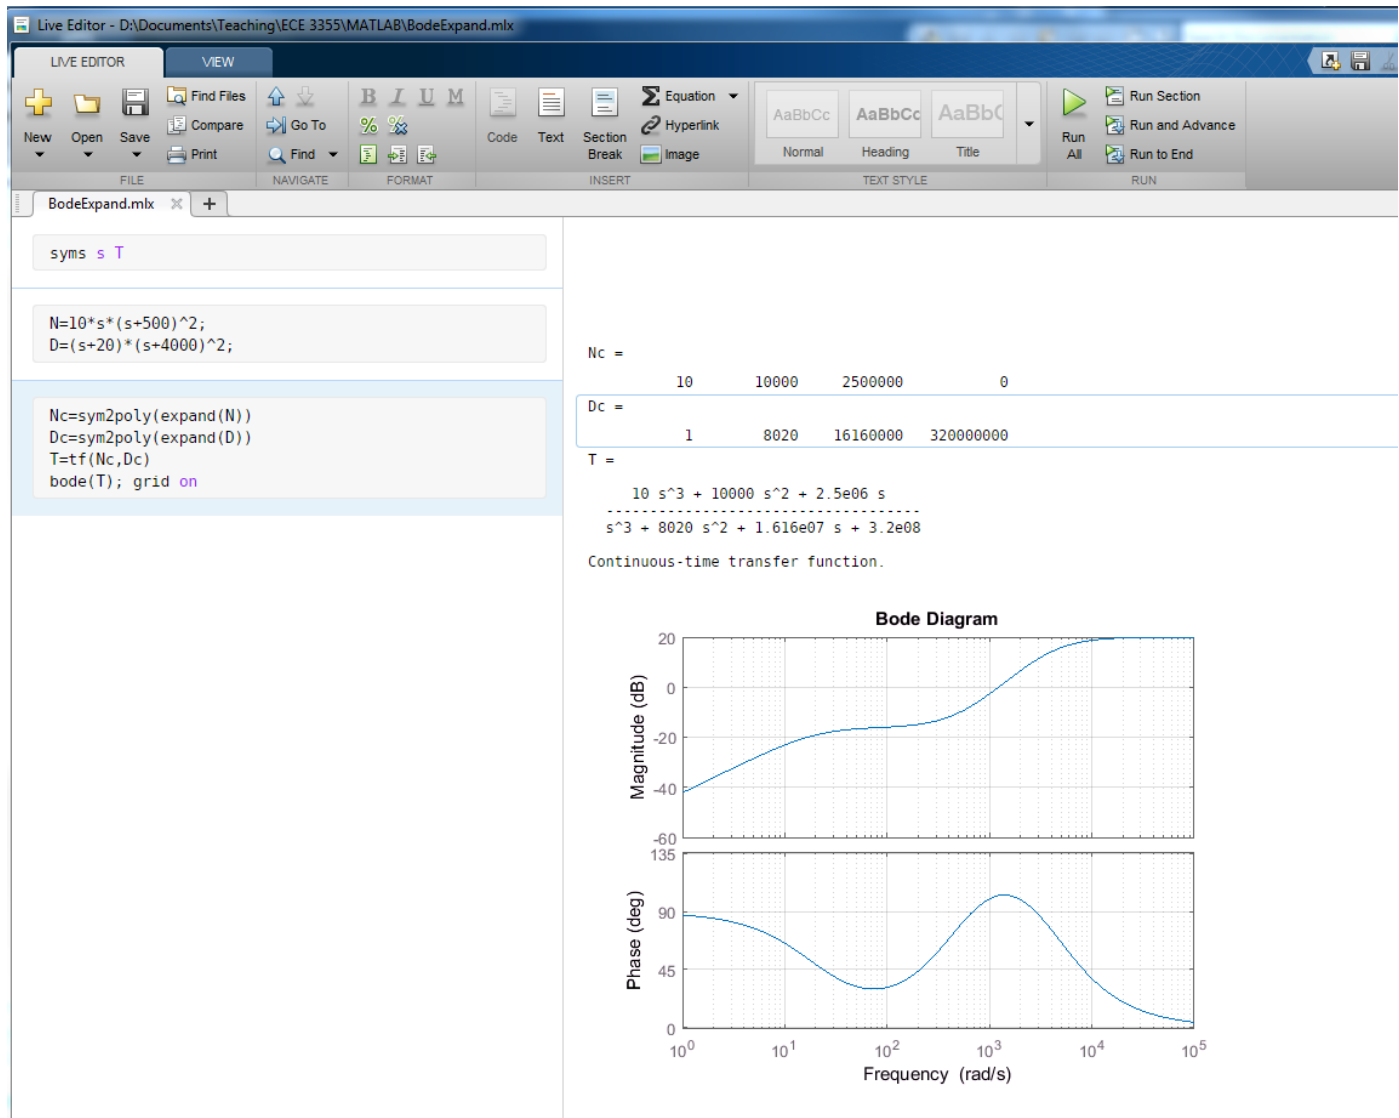 Live Editor - D:\Documents\Teaching\ECE 3355\MATLAB\BodeExpand.mlx
LIVE EDITOR
VIEW
New
Open
Save
Find Files
Compare
Print
FILE
Go To
Find
NAVIGATE
B I U M
FORMAT
Code
Text
Section Break
Equation
Hyperlink
Image
INSERT
AaBbCc
Normal
AaBbCc
Heading
AaBb
Title
TEXT STYLE
Run All
Run Section
Run and Advance
Run to End
RUN
BodeExpand.mlx
syms s T
N=10*s*(s+500)^2;
D=(s+20)*(s+4000)^2;
Nc=sym2poly(expand(N))
Dc=sym2poly(expand(D))
T=tf(Nc,Dc)
bode(T); grid on
Nc =
10 10000 2500000 0
Dc =
1 8020 16160000 320000000
T =
10 s^3 + 10000 s^2 + 2.5e06 s
-----------------------------------
s^3 + 8020 s^2 + 1.616e07 s + 3.2e08
Continuous-time transfer function.
Bode Diagram
Magnitude (dB)
20
0
-20
-40
-60
Phase (deg)
135
90
45
0
10^0 10^1 10^2 10^3 10^4 10^5
Frequency (rad/s)